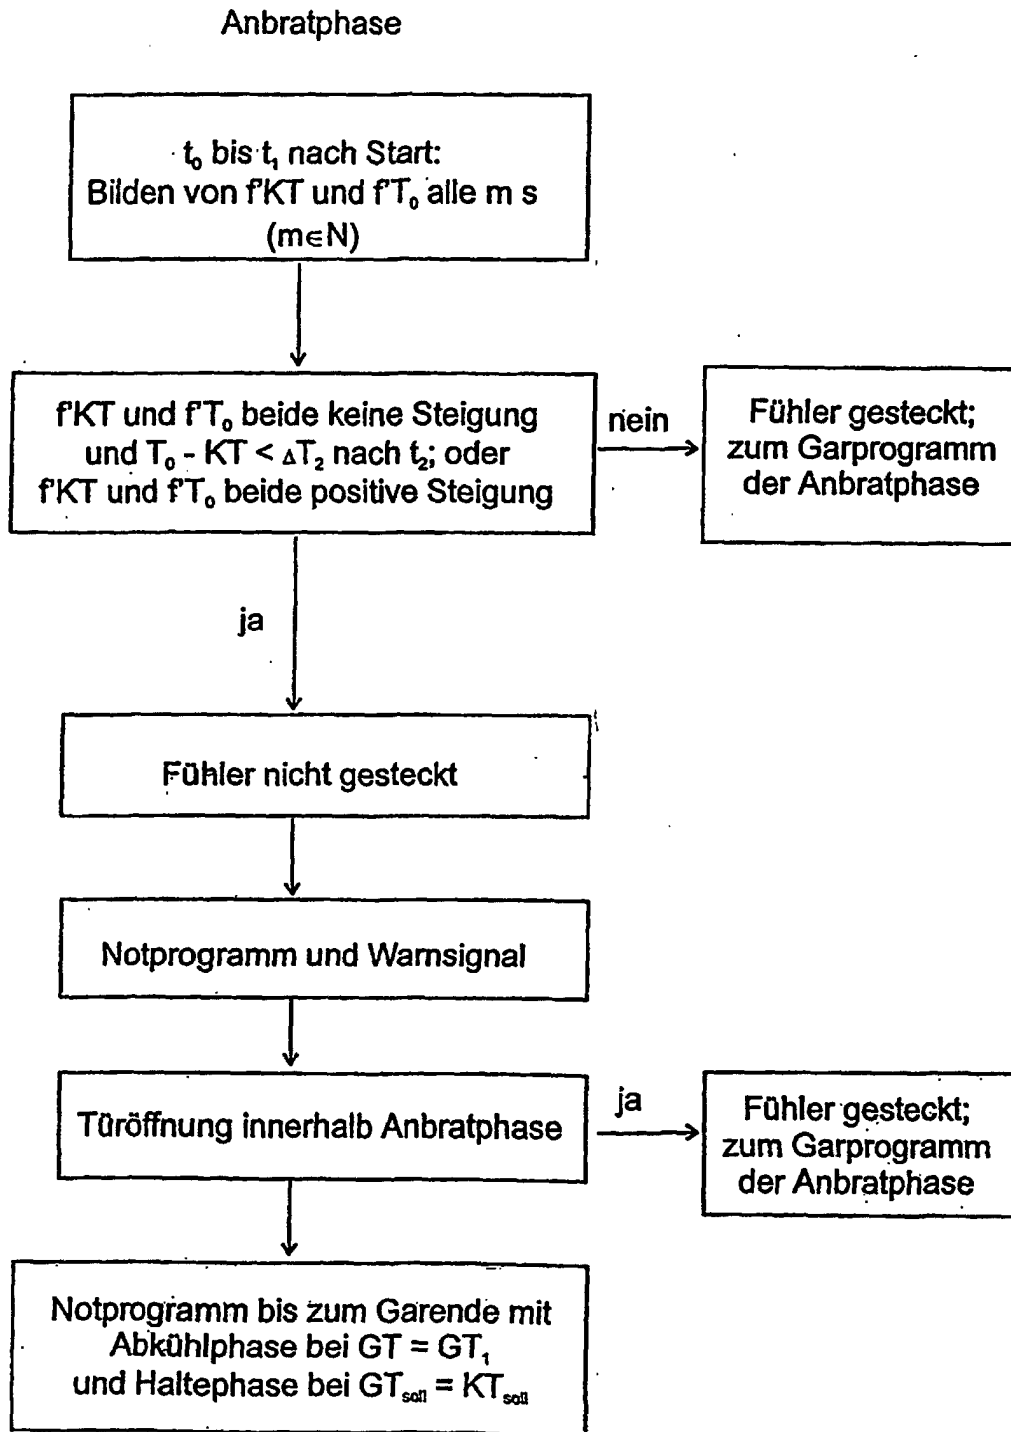 Anbratphase
t₀ bis t₁ nach Start:
Bilden von f'KT und f'T₀ alle m s
(m∈N)
f'KT und f'T₀ beide keine Steigung
und T₀ - KT < ΔT₂ nach t₂; oder
f'KT und f'T₀ beide positive Steigung
nein
Fühler gesteckt;
zum Garprogramm
der Anbratphase
ja
Fühler nicht gesteckt
Notprogramm und Warnsignal
Türöffnung innerhalb Anbratphase
ja
Fühler gesteckt;
zum Garprogramm
der Anbratphase
Notprogramm bis zum Garende mit
Abkühlphase bei GT = GT₁
und Haltephase bei GTsoll = KTsoll